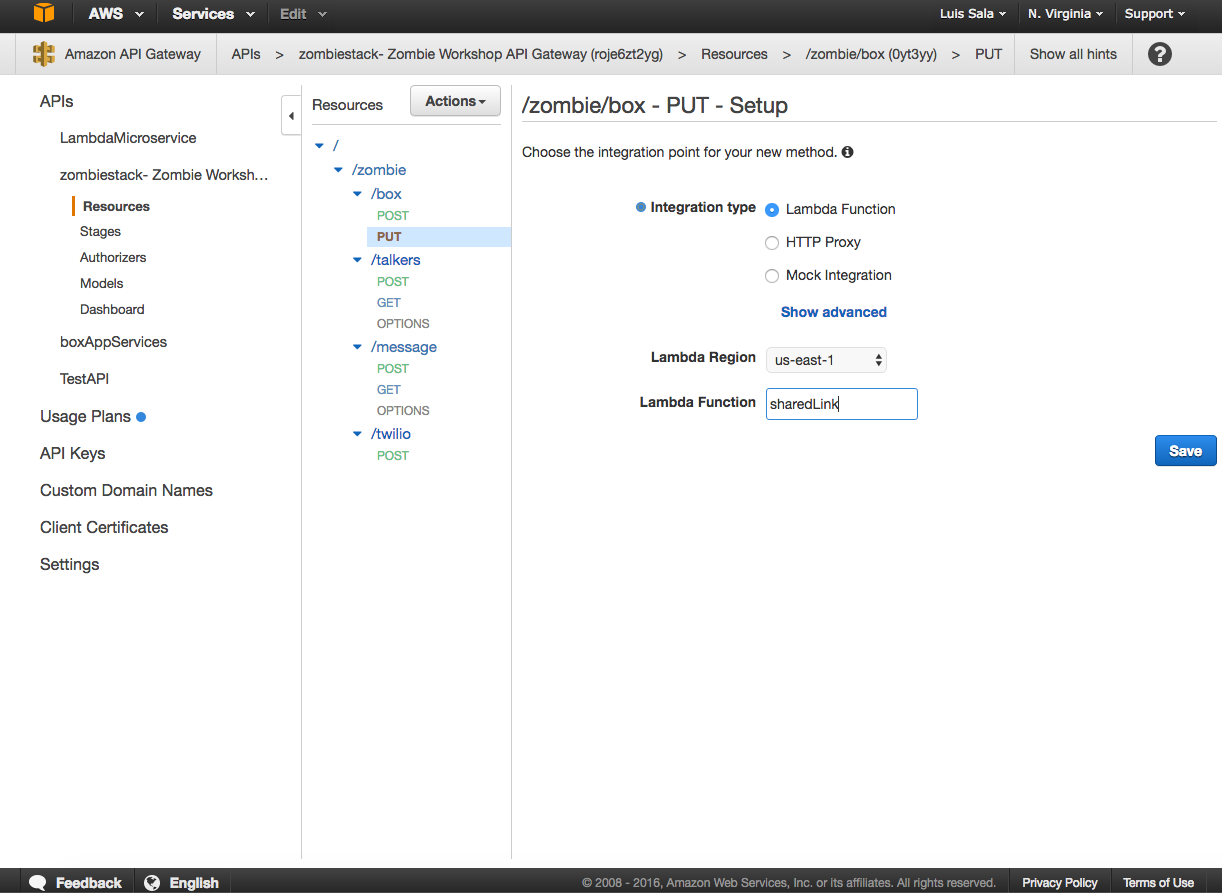 AWS Services Edit Luis Sala N. Virginia Support
Amazon API Gateway APIs > zombiestack- Zombie Workshop API Gateway (roje6zt2yg) > Resources > /zombie/box (0yt3yy) > PUT Show all hints ?
APIs
LambdaMicroservice
zombiestack- Zombie Worksh...
Resources
Stages
Authorizers
Models
Dashboard
boxAppServices
TestAPI
Usage Plans
API Keys
Custom Domain Names
Client Certificates
Settings
Resources Actions
/
/zombie
/box
POST
PUT
/talkers
POST
GET
OPTIONS
/message
POST
GET
OPTIONS
/twilio
POST
/zombie/box - PUT - Setup
Choose the integration point for your new method.
Integration type Lambda Function
HTTP Proxy
Mock Integration
Show advanced
Lambda Region us-east-1
Lambda Function sharedLink
Save
Feedback English © 2008 - 2016, Amazon Web Services, Inc. or its affiliates. All rights reserved. Privacy Policy Terms of Use